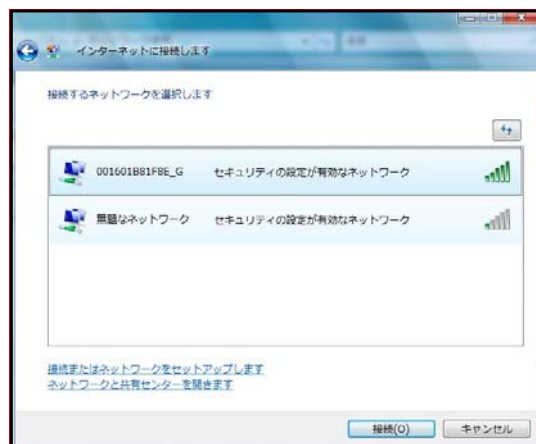 インターネットに接続します
接続するネットワークを選択します
001601B81F8E_G セキュリティの設定が有効なネットワーク
無題なネットワーク セキュリティの設定が有効なネットワーク
接続またはネットワークをセットアップします
ネットワークと共有センターを開きます
接続(O) キャンセル